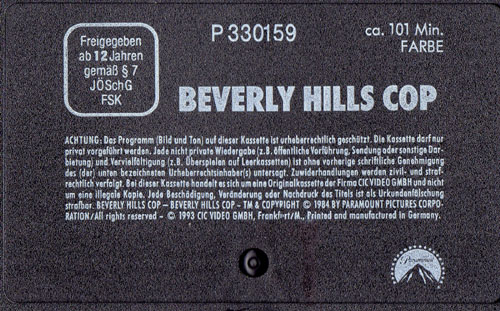 Freigegeben
ab 12 Jahren
gemäß § 7
JÖSchG
FSK
P 330159
ca. 101 Min.
FARBE
BEVERLY HILLS COP
ACHTUNG: Das Programm (Bild und Ton) auf dieser Kassette ist urheberrechtlich geschützt. Die Kassette darf nur
privat vorgeführt werden. Jede nicht private Wiedergabe (z.B. öffentliche Vorführung, Sendung oder sonstige Dar-
bietung) und Vervielfältigung (z.B. Überspielen auf Leerkassetten) ist ohne vorherige schriftliche Genehmigung
des (der) unten bezeichneten Urheberrechtsinhaber(s) untersagt. Zuwiderhandlungen werden zivil- und straf-
rechtlich verfolgt. Bei dieser Kassette handelt es sich um eine Originalkassette der Firma CIC VIDEO GMBH und nicht
um eine illegale Kopie. Jede Beschädigung, Veränderung oder Nachdruck des Titels ist als Urkundenfälschung
strafbar. BEVERLY HILLS COP – BEVERLY HILLS COP – TM & COPYRIGHT © 1984 BY PARAMOUNT PICTURES CORPO-
RATION/All rights reserved – © 1993 CIC VIDEO GMBH, Frankfurt/M., Printed and manufactured in Germany.
Paramount